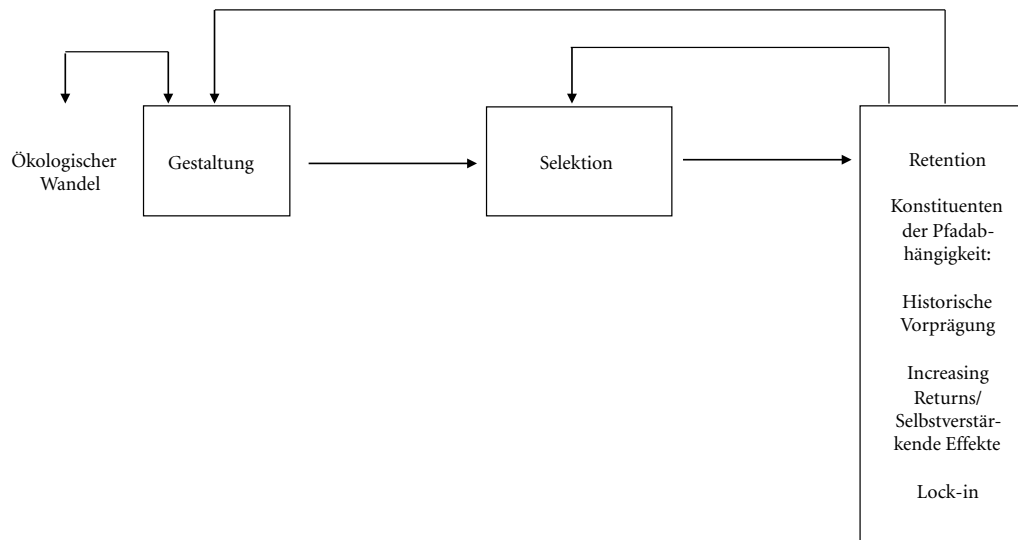 Ökologischer
Wandel
Gestaltung
Selektion
Retention
Konstituenten
der Pfadab-
hängigkeit:
Historische
Vorprägung
Increasing
Returns/
Selbstverstär-
kende Effekte
Lock-in